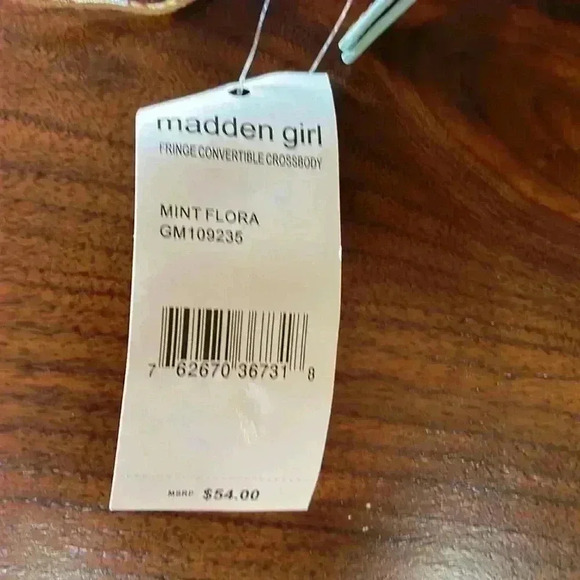 madden girl
FRINGE CONVERTIBLE CROSSBODY
MINT FLORA
GM109235
7 62670 36731 8
MSRP $54.00